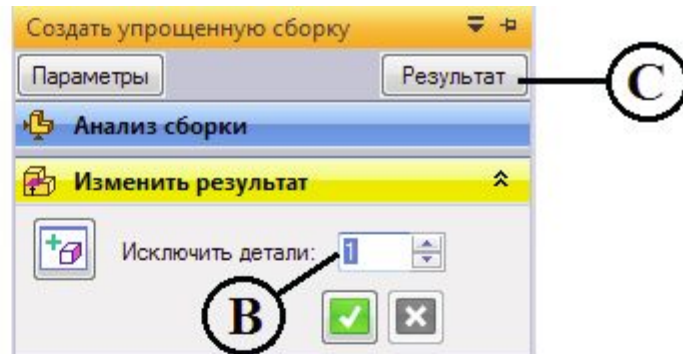 Создать упрощенную сборку
Параметры Результат
C
Анализ сборки
Изменить результат
Исключить детали: 1
B